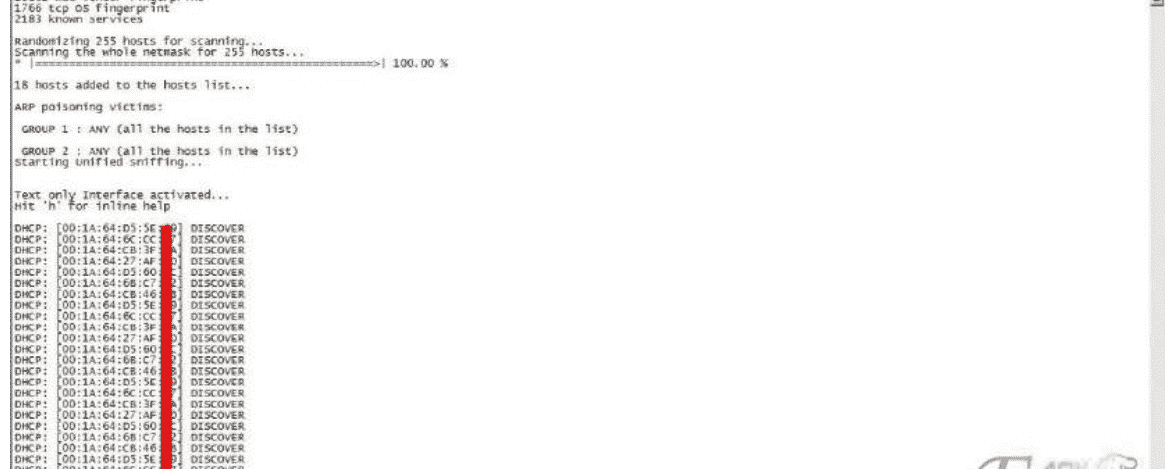 1766 tcp OS fingerprint
2183 known services
Randomizing 255 hosts for scanning...
Scanning the whole netmask for 255 hosts...
* |==================================================>| 100.00 %
18 hosts added to the hosts list...
ARP poisoning victims:
GROUP 1 : ANY (all the hosts in the list)
GROUP 2 : ANY (all the hosts in the list)
Starting Unified sniffing...
Text only Interface activated...
Hit 'h' for inline help
DHCP: [00:1A:64:D5:5E: ] DISCOVER
DHCP: [00:1A:64:6C:CC: ] DISCOVER
DHCP: [00:1A:64:CB:3F: ] DISCOVER
DHCP: [00:1A:64:27:AF: ] DISCOVER
DHCP: [00:1A:64:D5:60: ] DISCOVER
DHCP: [00:1A:64:6B:C7: ] DISCOVER
DHCP: [00:1A:64:CB:46: ] DISCOVER
DHCP: [00:1A:64:D5:5E: ] DISCOVER
DHCP: [00:1A:64:6C:CC: ] DISCOVER
DHCP: [00:1A:64:CB:3F: ] DISCOVER
DHCP: [00:1A:64:27:AF: ] DISCOVER
DHCP: [00:1A:64:D5:60: ] DISCOVER
DHCP: [00:1A:64:6B:C7: ] DISCOVER
DHCP: [00:1A:64:CB:46: ] DISCOVER
DHCP: [00:1A:64:D5:5E: ] DISCOVER
DHCP: [00:1A:64:6C:CC: ] DISCOVER
DHCP: [00:1A:64:CB:3F: ] DISCOVER
DHCP: [00:1A:64:27:AF: ] DISCOVER
DHCP: [00:1A:64:D5:60: ] DISCOVER
DHCP: [00:1A:64:6B:C7: ] DISCOVER
DHCP: [00:1A:64:CB:46: ] DISCOVER
DHCP: [00:1A:64:D5:5E: ] DISCOVER